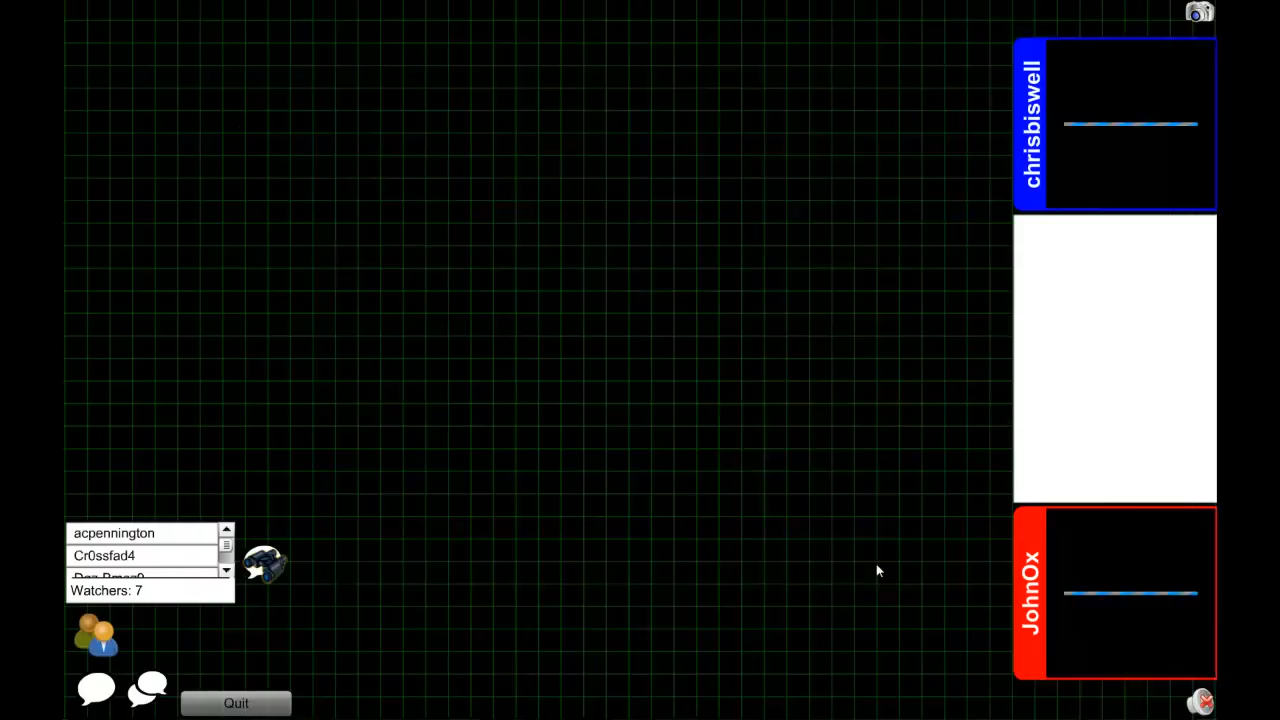 chrisbiswell
acpennington
Cr0ssfad4
Watchers: 7
JohnOx
Quit